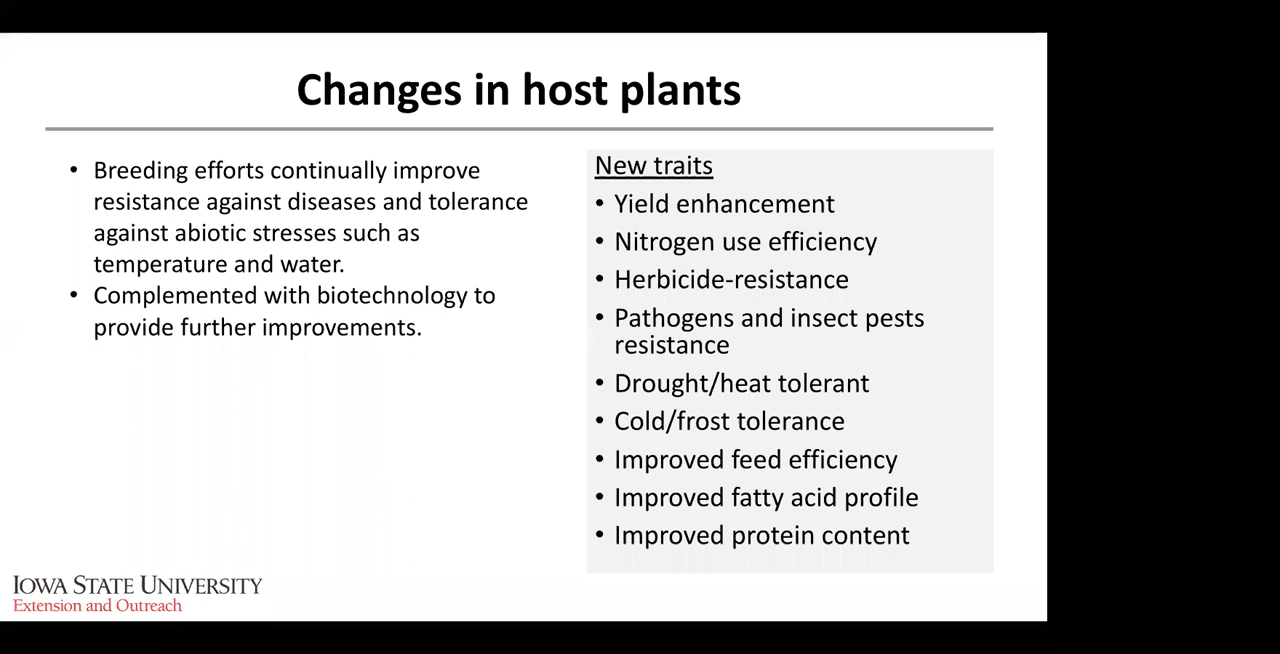 Changes in host plants
• Breeding efforts continually improve
resistance against diseases and tolerance
against abiotic stresses such as
temperature and water.
• Complemented with biotechnology to
provide further improvements.
New traits
• Yield enhancement
• Nitrogen use efficiency
• Herbicide-resistance
• Pathogens and insect pests
resistance
• Drought/heat tolerant
• Cold/frost tolerance
• Improved feed efficiency
• Improved fatty acid profile
• Improved protein content
IOWA STATE UNIVERSITY
Extension and Outreach